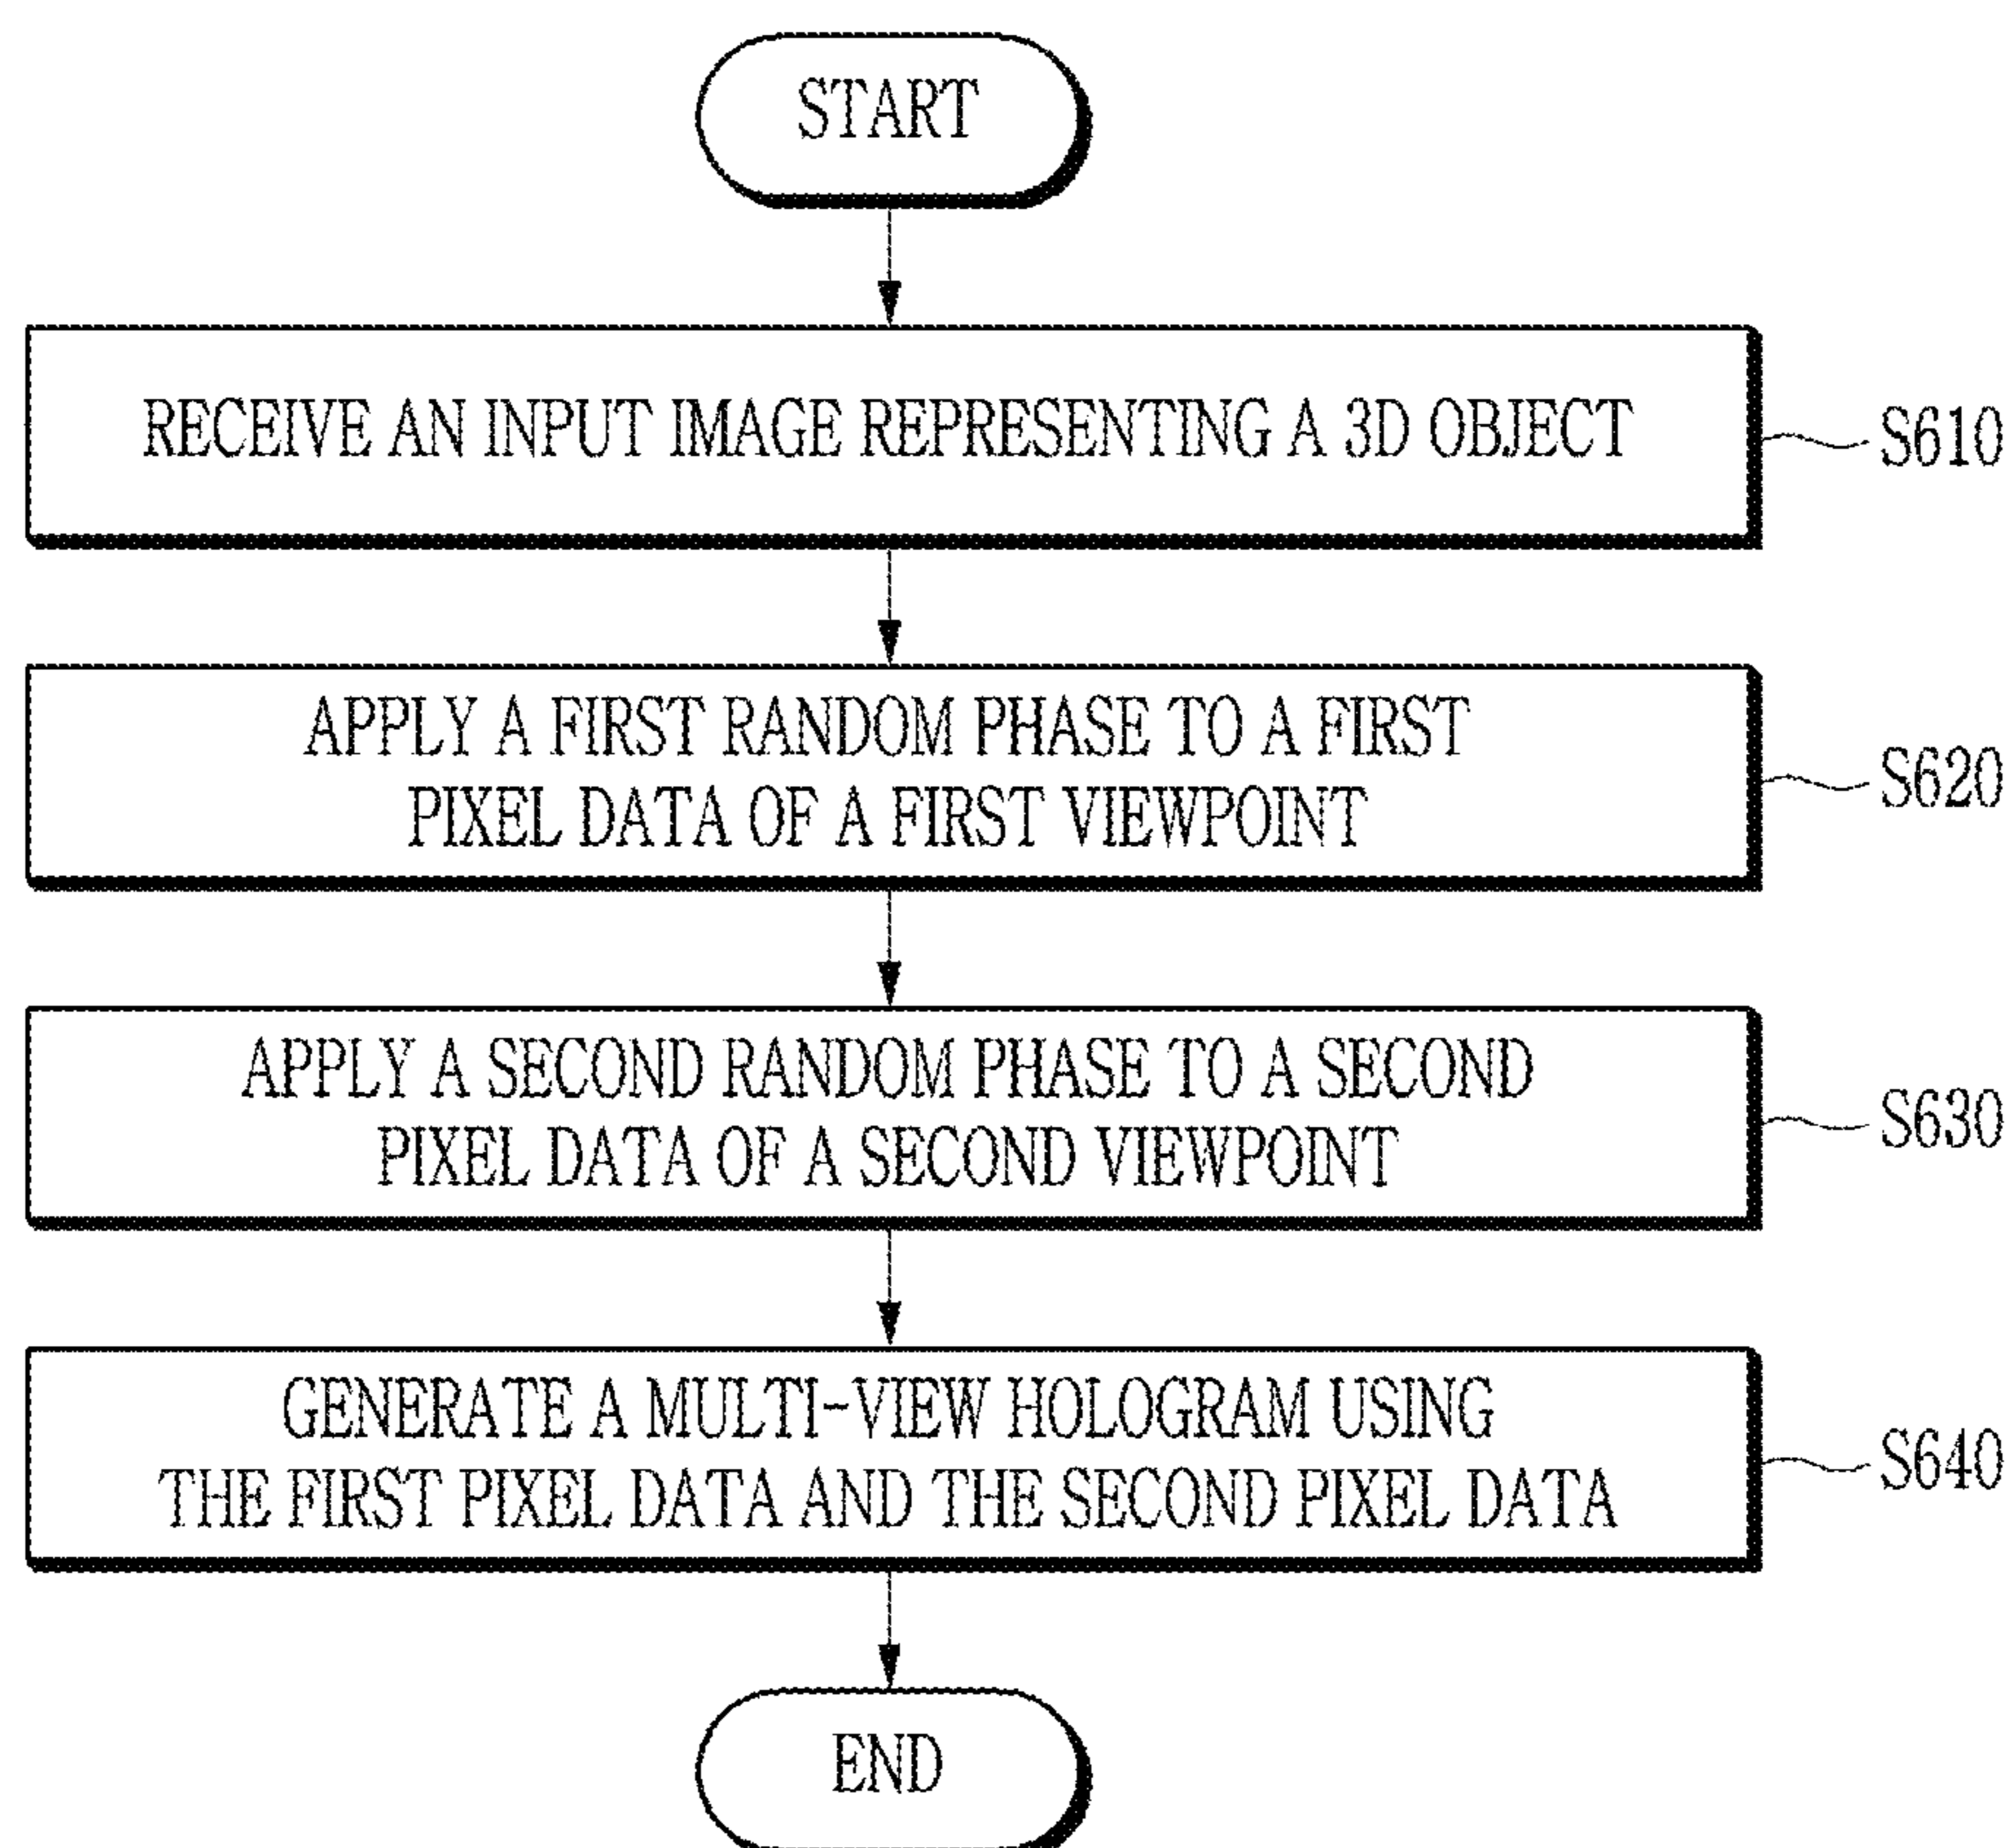 START
RECEIVE AN INPUT IMAGE REPRESENTING A 3D OBJECT
S610
APPLY A FIRST RANDOM PHASE TO A FIRST
PIXEL DATA OF A FIRST VIEWPOINT
S620
APPLY A SECOND RANDOM PHASE TO A SECOND
PIXEL DATA OF A SECOND VIEWPOINT
S630
GENERATE A MULTI-VIEW HOLOGRAM USING
THE FIRST PIXEL DATA AND THE SECOND PIXEL DATA
S640
END